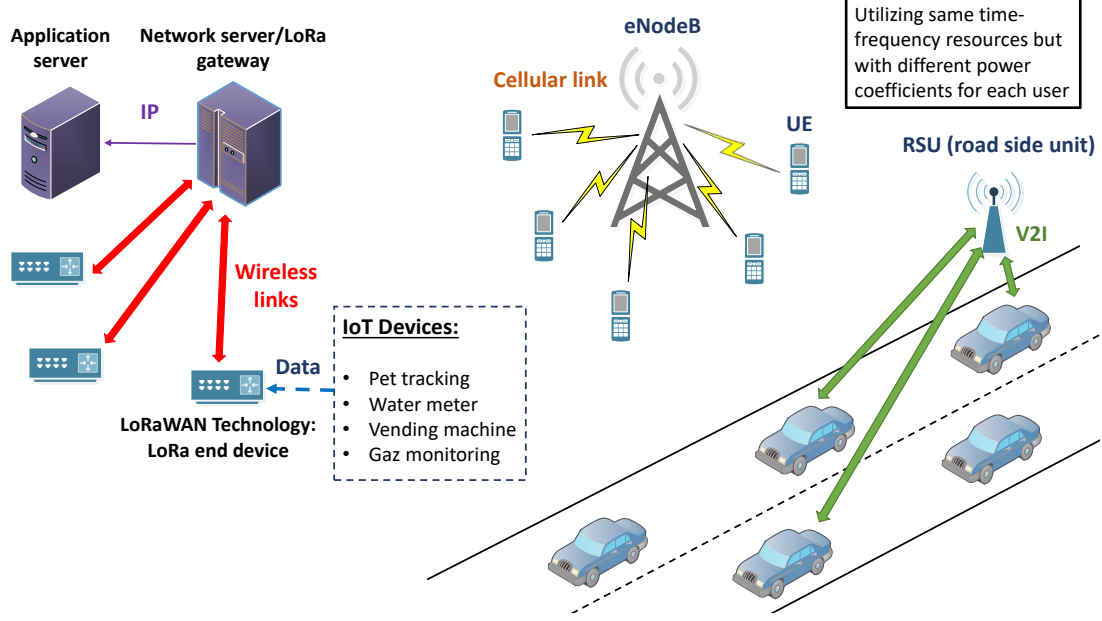 Application
server
Network server/LoRa
gateway
IP
Wireless
links
IoT Devices:
• Pet tracking
• Water meter
• Vending machine
• Gaz monitoring
Data
LoRaWAN Technology:
LoRa end device
eNodeB
Cellular link
UE
Utilizing same time-
frequency resources but
with different power
coefficients for each user
RSU (road side unit)
V2I